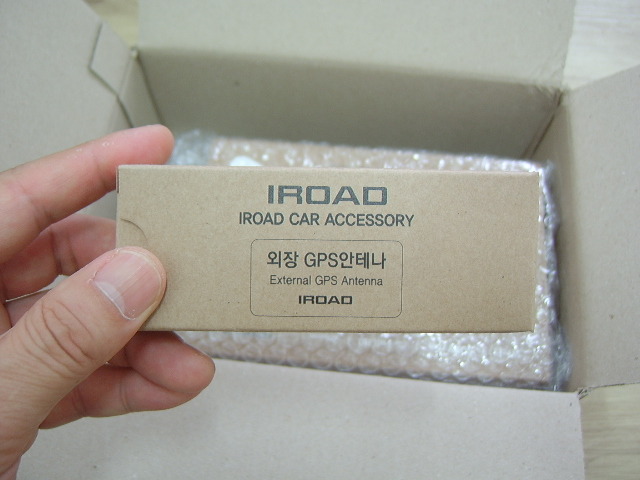 IROAD
IROAD CAR ACCESSORY
외장 GPS안테나
External GPS Antenna
IROAD